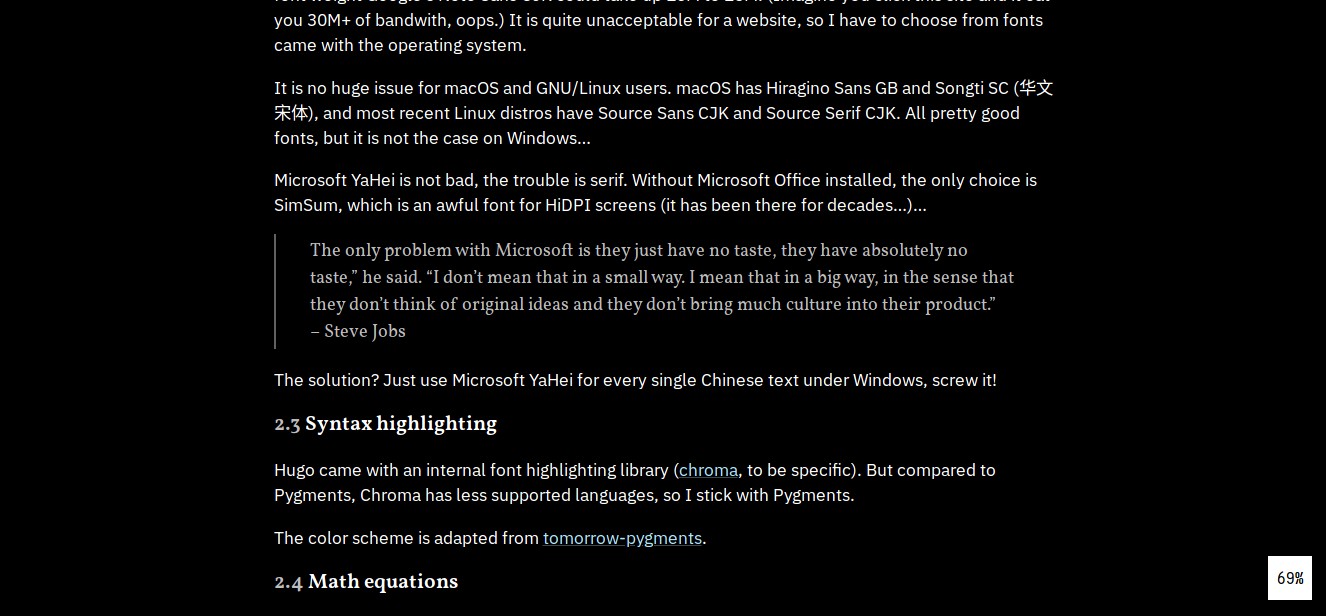 you 30M+ of bandwith, oops.) It is quite unacceptable for a website, so I have to choose from fonts
came with the operating system.
It is no huge issue for macOS and GNU/Linux users. macOS has Hiragino Sans GB and Songti SC (华文
宋体), and most recent Linux distros have Source Sans CJK and Source Serif CJK. All pretty good
fonts, but it is not the case on Windows…
Microsoft YaHei is not bad, the trouble is serif. Without Microsoft Office installed, the only choice is
SimSum, which is an awful font for HiDPI screens (it has been there for decades…)…
The only problem with Microsoft is they just have no taste, they have absolutely no
taste,” he said. “I don’t mean that in a small way. I mean that in a big way, in the sense that
they don’t think of original ideas and they don’t bring much culture into their product.”
– Steve Jobs
The solution? Just use Microsoft YaHei for every single Chinese text under Windows, screw it!
2.3 Syntax highlighting
Hugo came with an internal font highlighting library (chroma, to be specific). But compared to
Pygments, Chroma has less supported languages, so I stick with Pygments.
The color scheme is adapted from tomorrow-pygments.
2.4 Math equations
69%